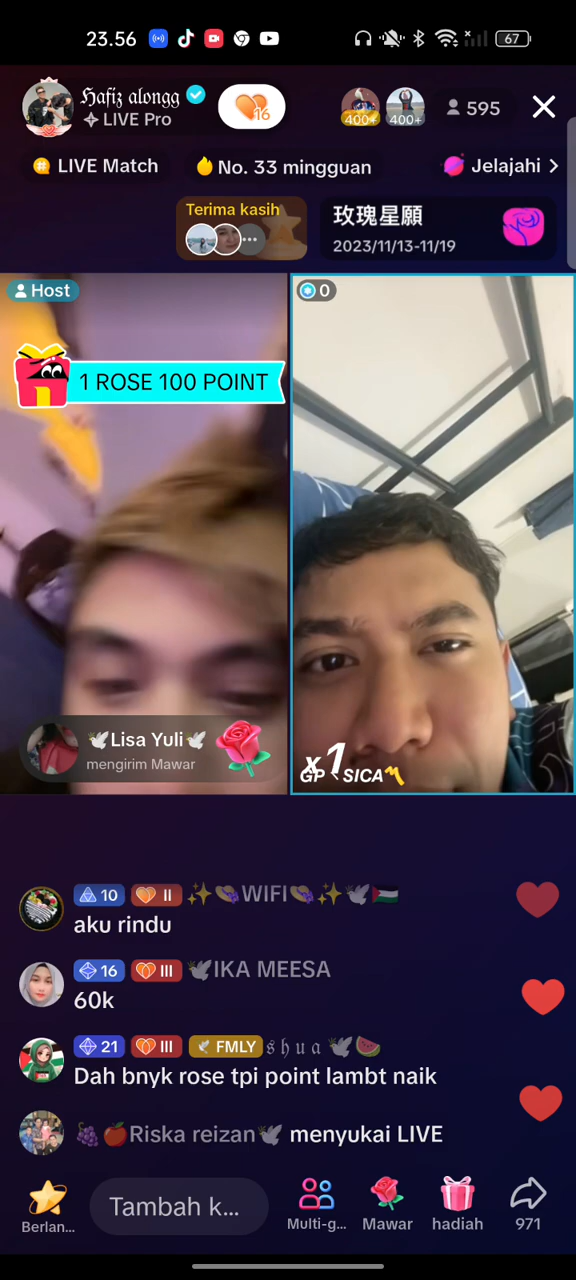 23.56
67
ℌ𝔞𝔣𝔦𝔷 𝔞𝔩𝔬𝔫𝔤𝔤
LIVE Pro
16
400+
400+
595
LIVE Match
No. 33 mingguan
Jelajahi >
Terima kasih
玫瑰星願
2023/11/13-11/19
Host
0
1 ROSE 100 POINT
🕊️Lisa Yuli🕊️
mengirim Mawar
x1
SICA〽️
10 II ✨👒WIFI👒✨🕊️🇵🇸
aku rindu
16 III 🕊️IKA MEESA
60k
21 III FMLY 𝔰 𝔥 𝔲 𝔞 🕊️🍉
Dah bnyk rose tpi point lambt naik
🍇🍎Riska reizan🕊️ menyukai LIVE
Berlan...
Tambah k...
Multi-g...
Mawar
hadiah
971